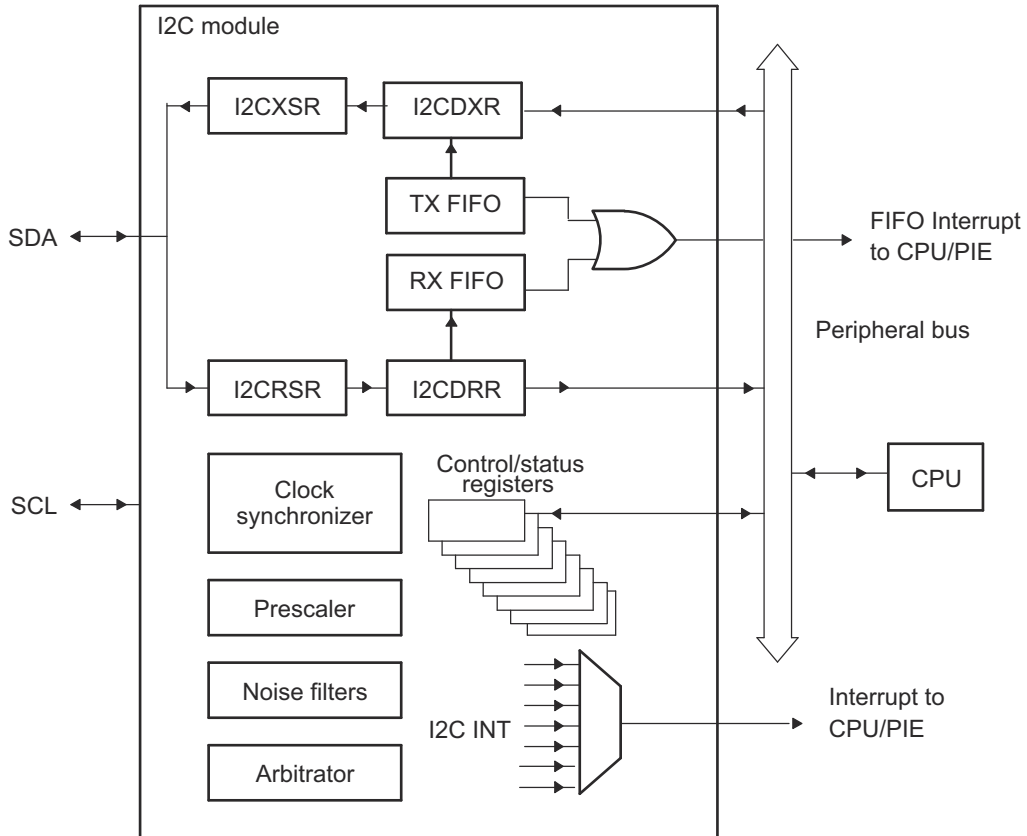 I2C module
I2CXSR
I2CDXR
TX FIFO
SDA
FIFO Interrupt
to CPU/PIE
RX FIFO
Peripheral bus
I2CRSR
I2CDRR
Control/status
registers
CPU
SCL
Clock
synchronizer
Prescaler
Noise filters
I2C INT
Interrupt to
CPU/PIE
Arbitrator